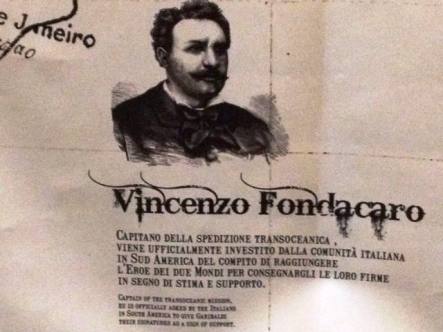 e Janeiro
Vincenzo Fondacaro
Capitano della spedizione transoceanica ,
viene ufficialmente investito dalla comunità italiana
in Sud America del compito di raggiungere
l'Eroe dei due Mondi per consegnargli le loro firme
in segno di stima e supporto.
Captain of the transoceanic mission,
he is officially asked by the Italians
in South America to give Garibaldi
their signatures as a sign of support.